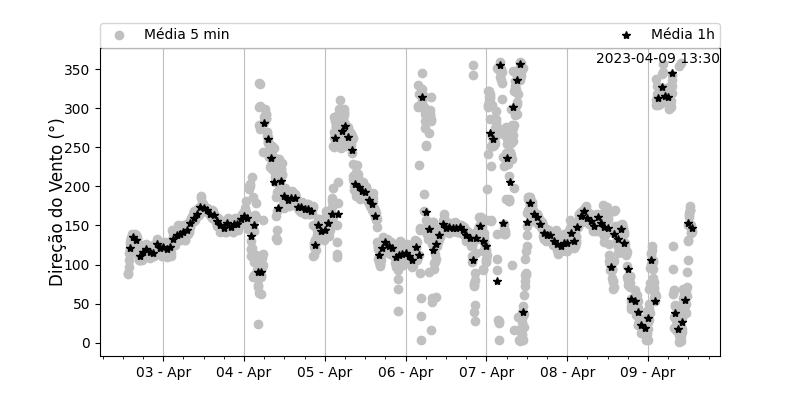 Média 5 min
Média 1h
2023-04-09 13:30
Direção do Vento (°)
350
300
250
200
150
100
50
0
03 - Apr
04 - Apr
05 - Apr
06 - Apr
07 - Apr
08 - Apr
09 - Apr